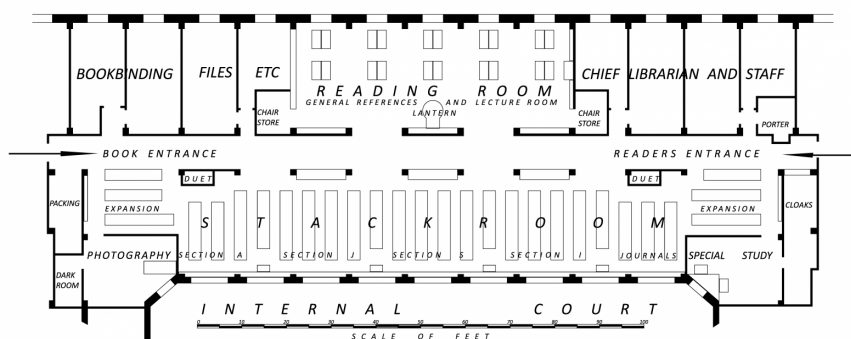 BOOKBINDING
FILES
ETC
READING ROOM
GENERAL REFERENCES AND LECTURE ROOM
LANTERN
CHIEF LIBRARIAN AND STAFF
CHAIR
STORE
CHAIR
STORE
PORTER
BOOK ENTRANCE
READERS ENTRANCE
DUET
DUET
PACKING
EXPANSION
STACK ROOM
EXPANSION
CLOAKS
PHOTOGRAPHY
SECTION A
SECTION J
SECTION S
SECTION I
JOURNALS
SPECIAL STUDY
DARK
ROOM
INTERNAL COURT
0 10 20 30 40 50 60 70 80 90 100
SCALE OF FEET